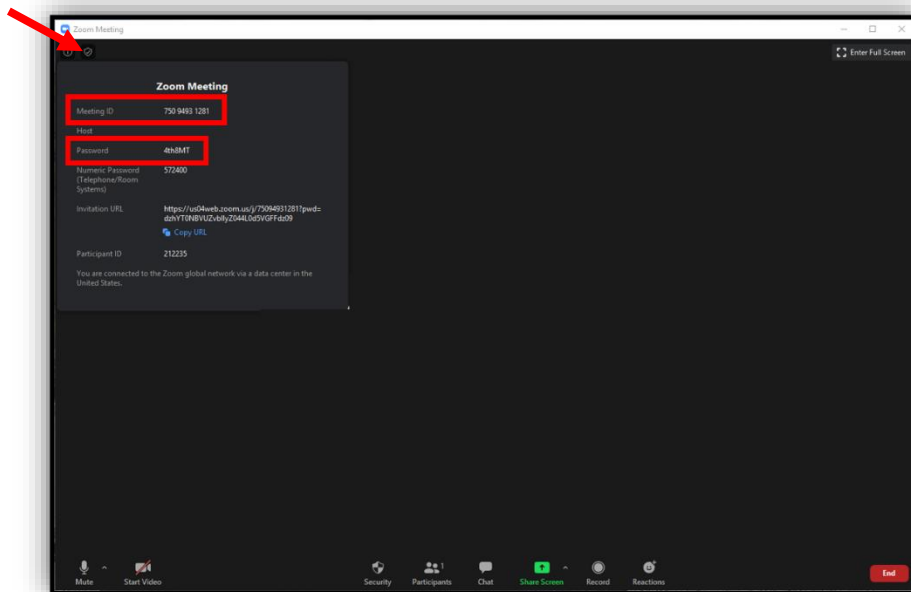 Zoom Meeting
Enter Full Screen
Zoom Meeting
Meeting ID 750 9493 1281
Host
Password 4th8MT
Numeric Password 572400
(Telephone/Room
Systems)
Invitation URL https://us04web.zoom.us/j/75094931281?pwd=
Copy URL
Participant ID 212235
You are connected to the Zoom global network via a data center in the
United States.
1
Mute Start Video Security Participants Chat Share Screen Record Reactions End